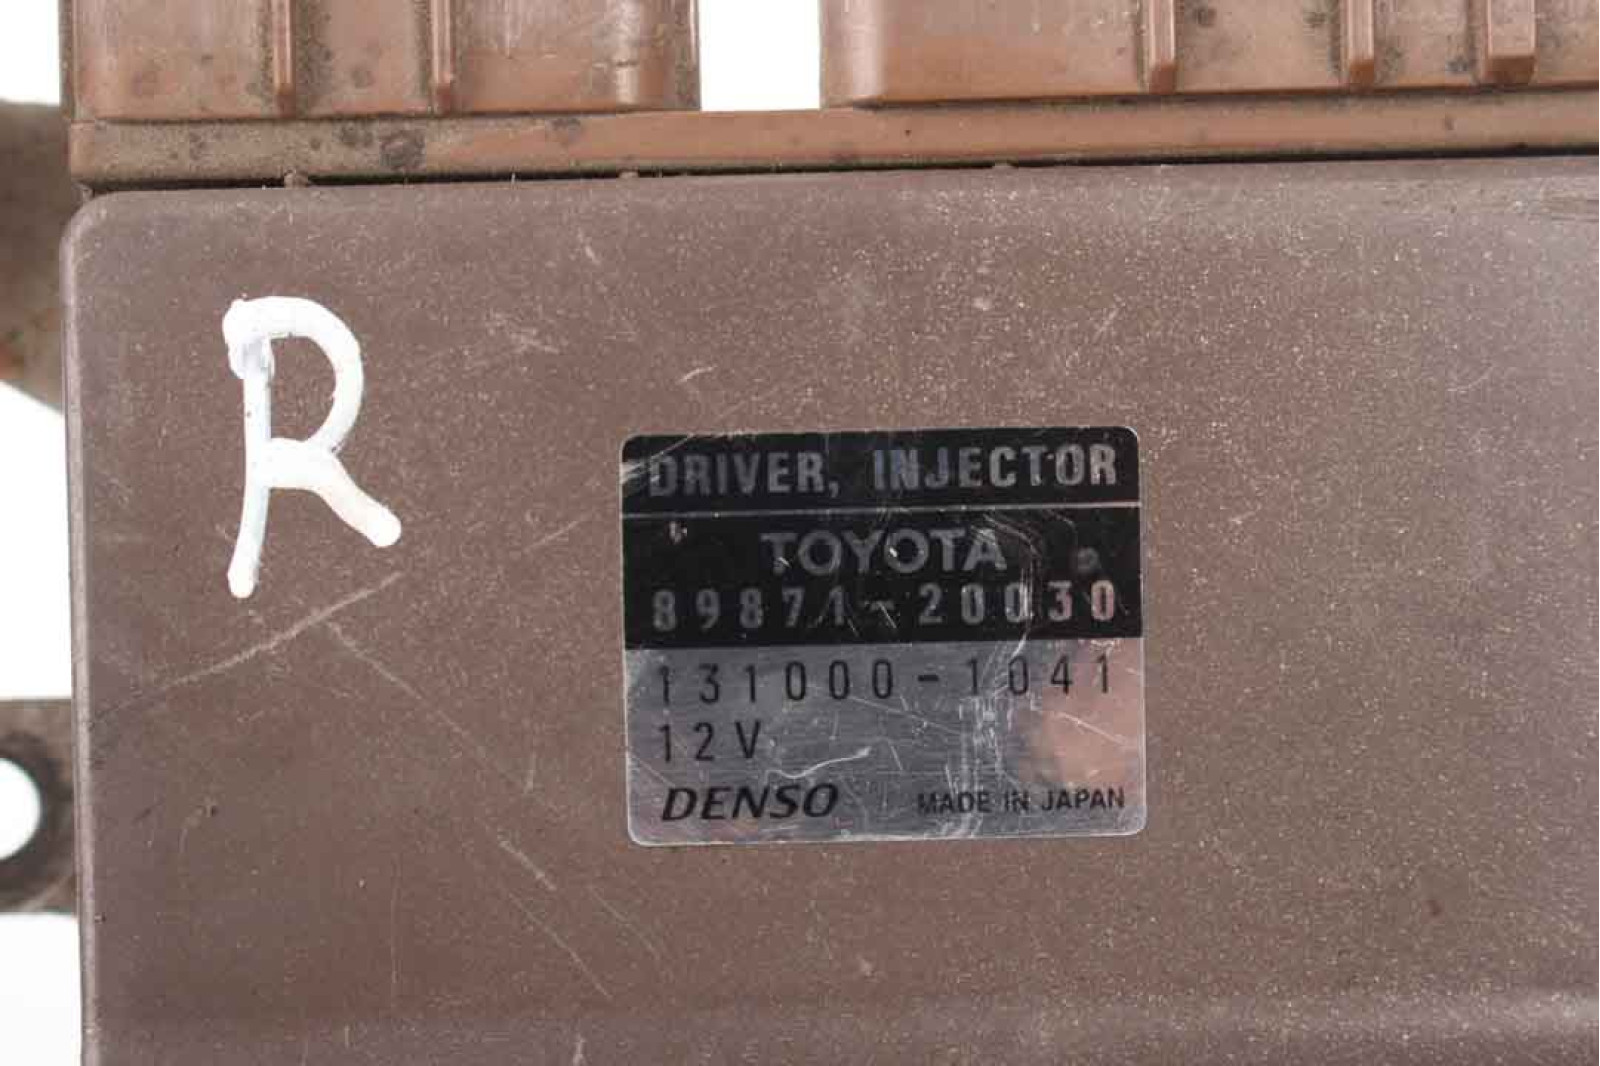 R
DRIVER, INJECTOR
TOYOTA
89871-20030
131000-1041
12V
DENSO MADE IN JAPAN